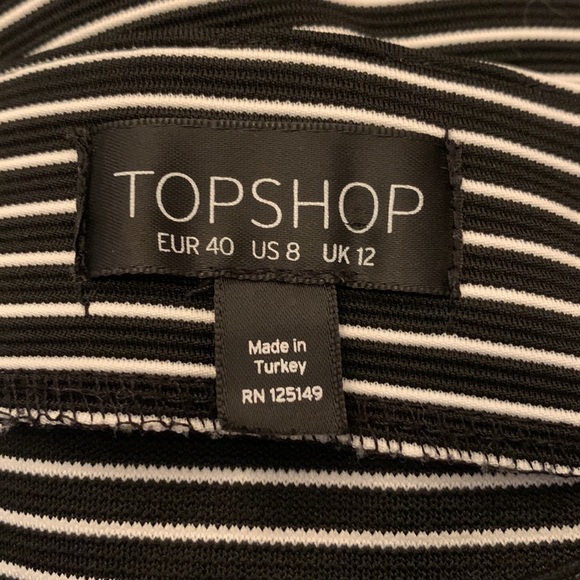 TOPSHOP
EUR 40 US 8 UK 12
Made in
Turkey
RN 125149